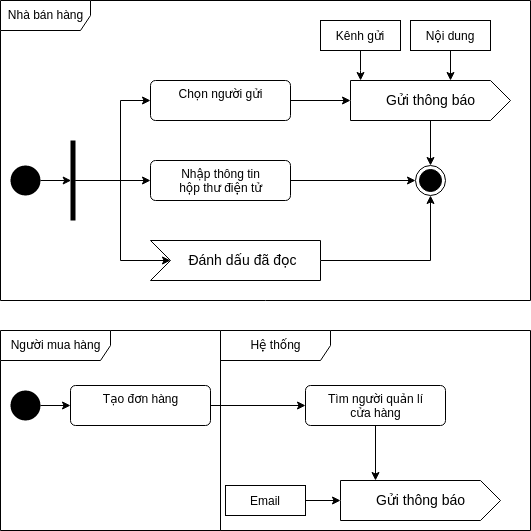 Nhà bán hàng
Kênh gửi
Nội dung
Chọn người gửi
Gửi thông báo
Nhập thông tin
hộp thư điện tử
Đánh dấu đã đọc
Người mua hàng
Hệ thống
Tạo đơn hàng
Tìm người quản lí
cửa hàng
Email
Gửi thông báo